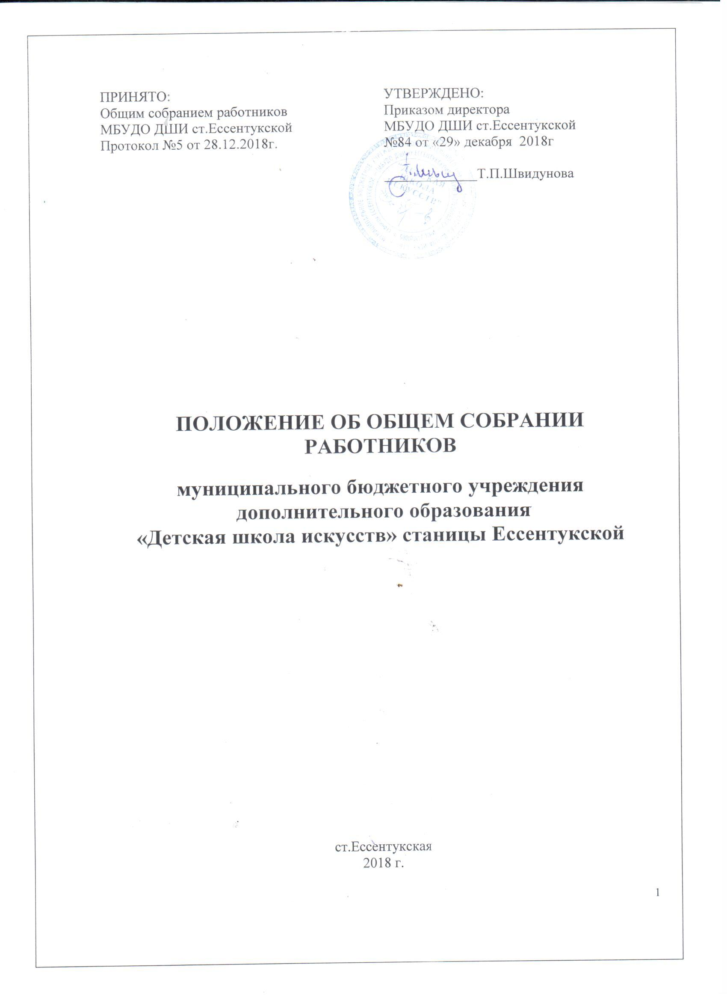 ПРИНЯТО:
Общим собранием работников
МБУДО ДШИ ст.Ессентукской
Протокол №5 от 28.12.2018г.
УТВЕРЖДЕНО:
Приказом директора
МБУДО ДШИ ст.Ессентукской
№84 от «29» декабря 2018г
Т.П.Швидунова
ШКОЛА
ИСКУССТВ"
ПОЛОЖЕНИЕ ОБ ОБЩЕМ СОБРАНИИ
РАБОТНИКОВ
муниципального бюджетного учреждения
дополнительного образования
«Детская школа искусств» станицы Ессентукской
ст.Ессентукская
2018 г.
1